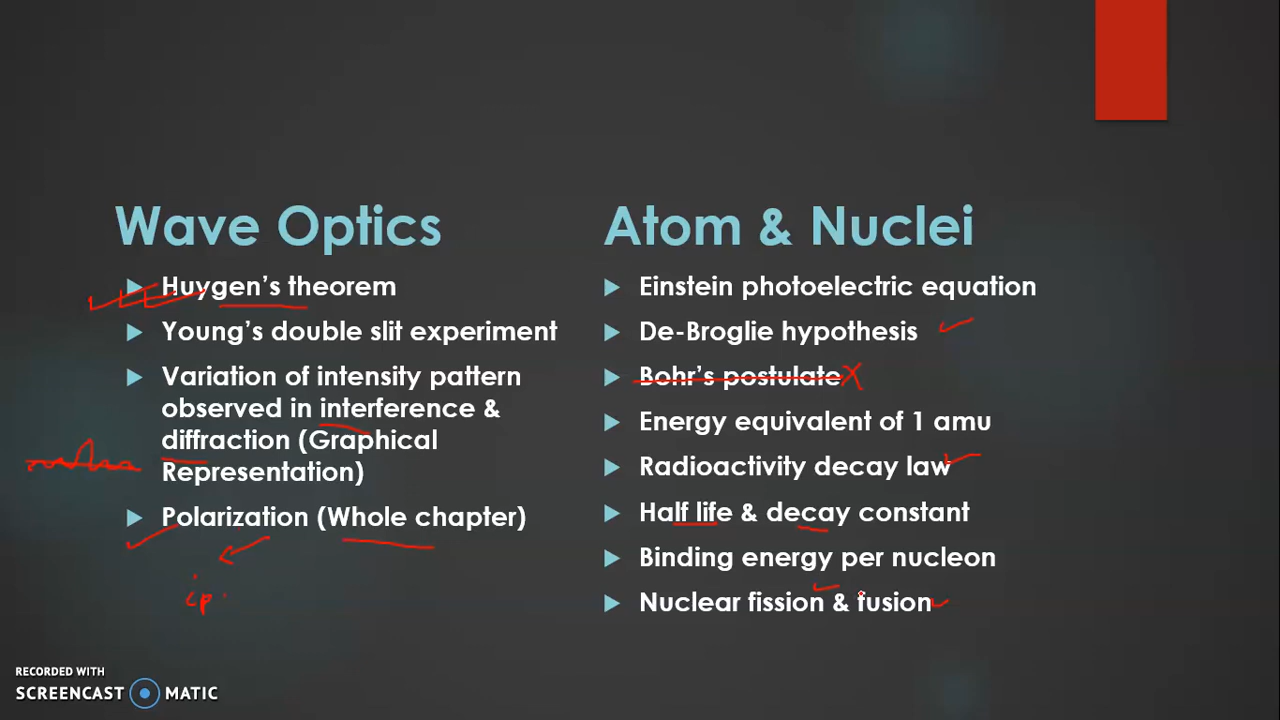 Wave Optics
Huygen's theorem
Young's double slit experiment
Variation of intensity pattern
observed in interference &
diffraction (Graphical
Representation)
Polarization (Whole chapter)
ip.
Atom & Nuclei
Einstein photoelectric equation
De-Broglie hypothesis
Bohr's postulate
Energy equivalent of 1 amu
Radioactivity decay law
Half life & decay constant
Binding energy per nucleon
Nuclear fission & fusion
RECORDED WITH
SCREENCAST MATIC